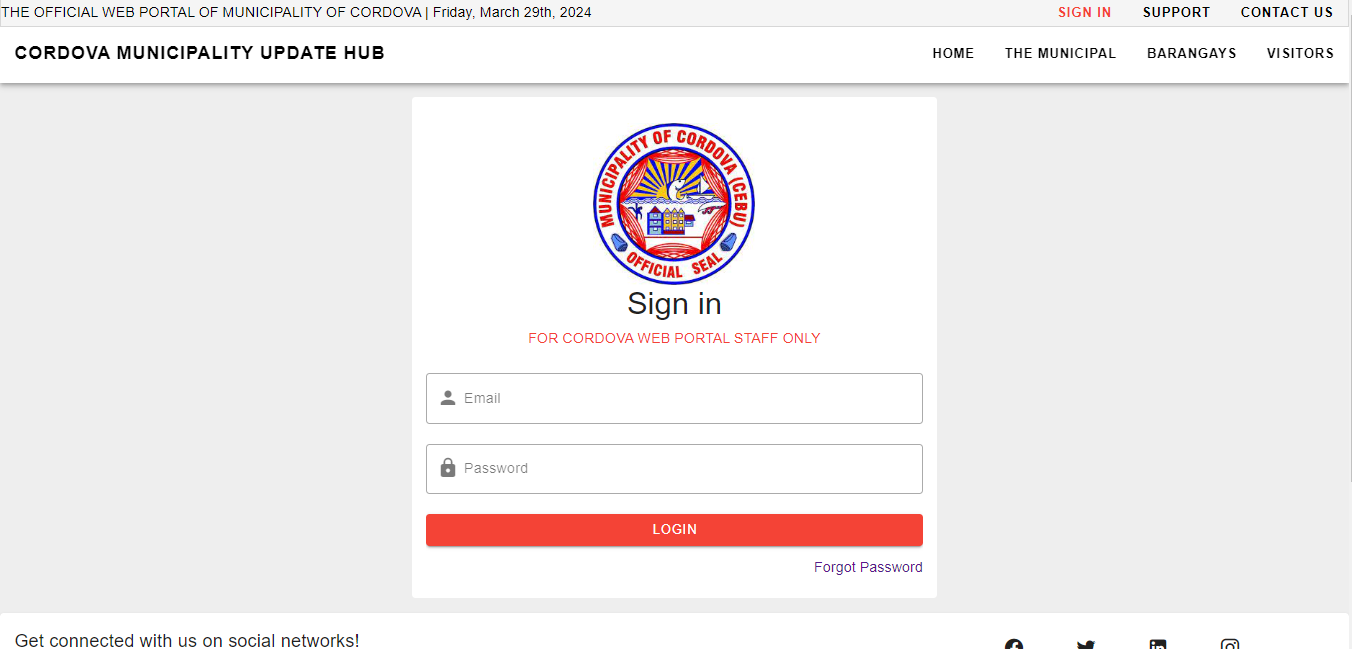 THE OFFICIAL WEB PORTAL OF MUNICIPALITY OF CORDOVA | Friday, March 29th, 2024
SIGN IN SUPPORT CONTACT US
CORDOVA MUNICIPALITY UPDATE HUB
HOME THE MUNICIPAL BARANGAYS VISITORS
MUNICIPALITY OF CORDOVA (CEBU)
OFFICIAL SEAL
Sign in
FOR CORDOVA WEB PORTAL STAFF ONLY
Email
Password
LOGIN
Forgot Password
Get connected with us on social networks!